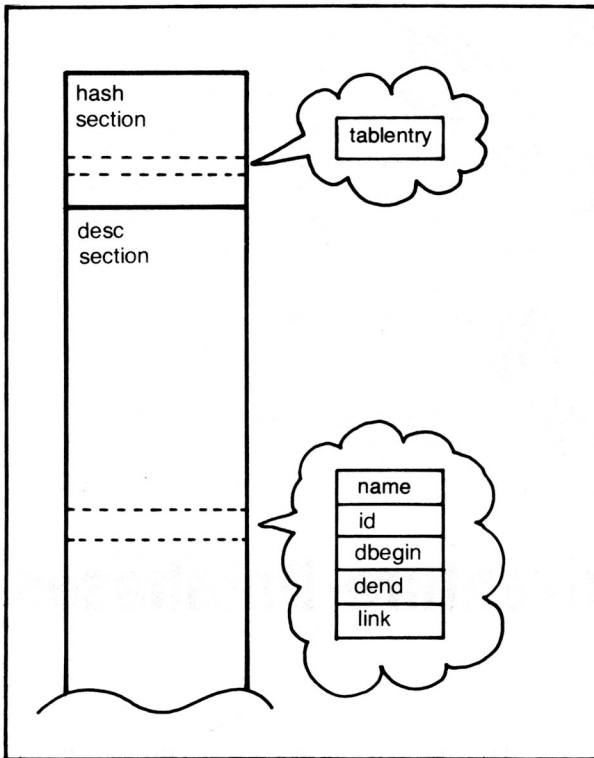 hash
section
tablentry
desc
section
name
id
dbegin
dend
link